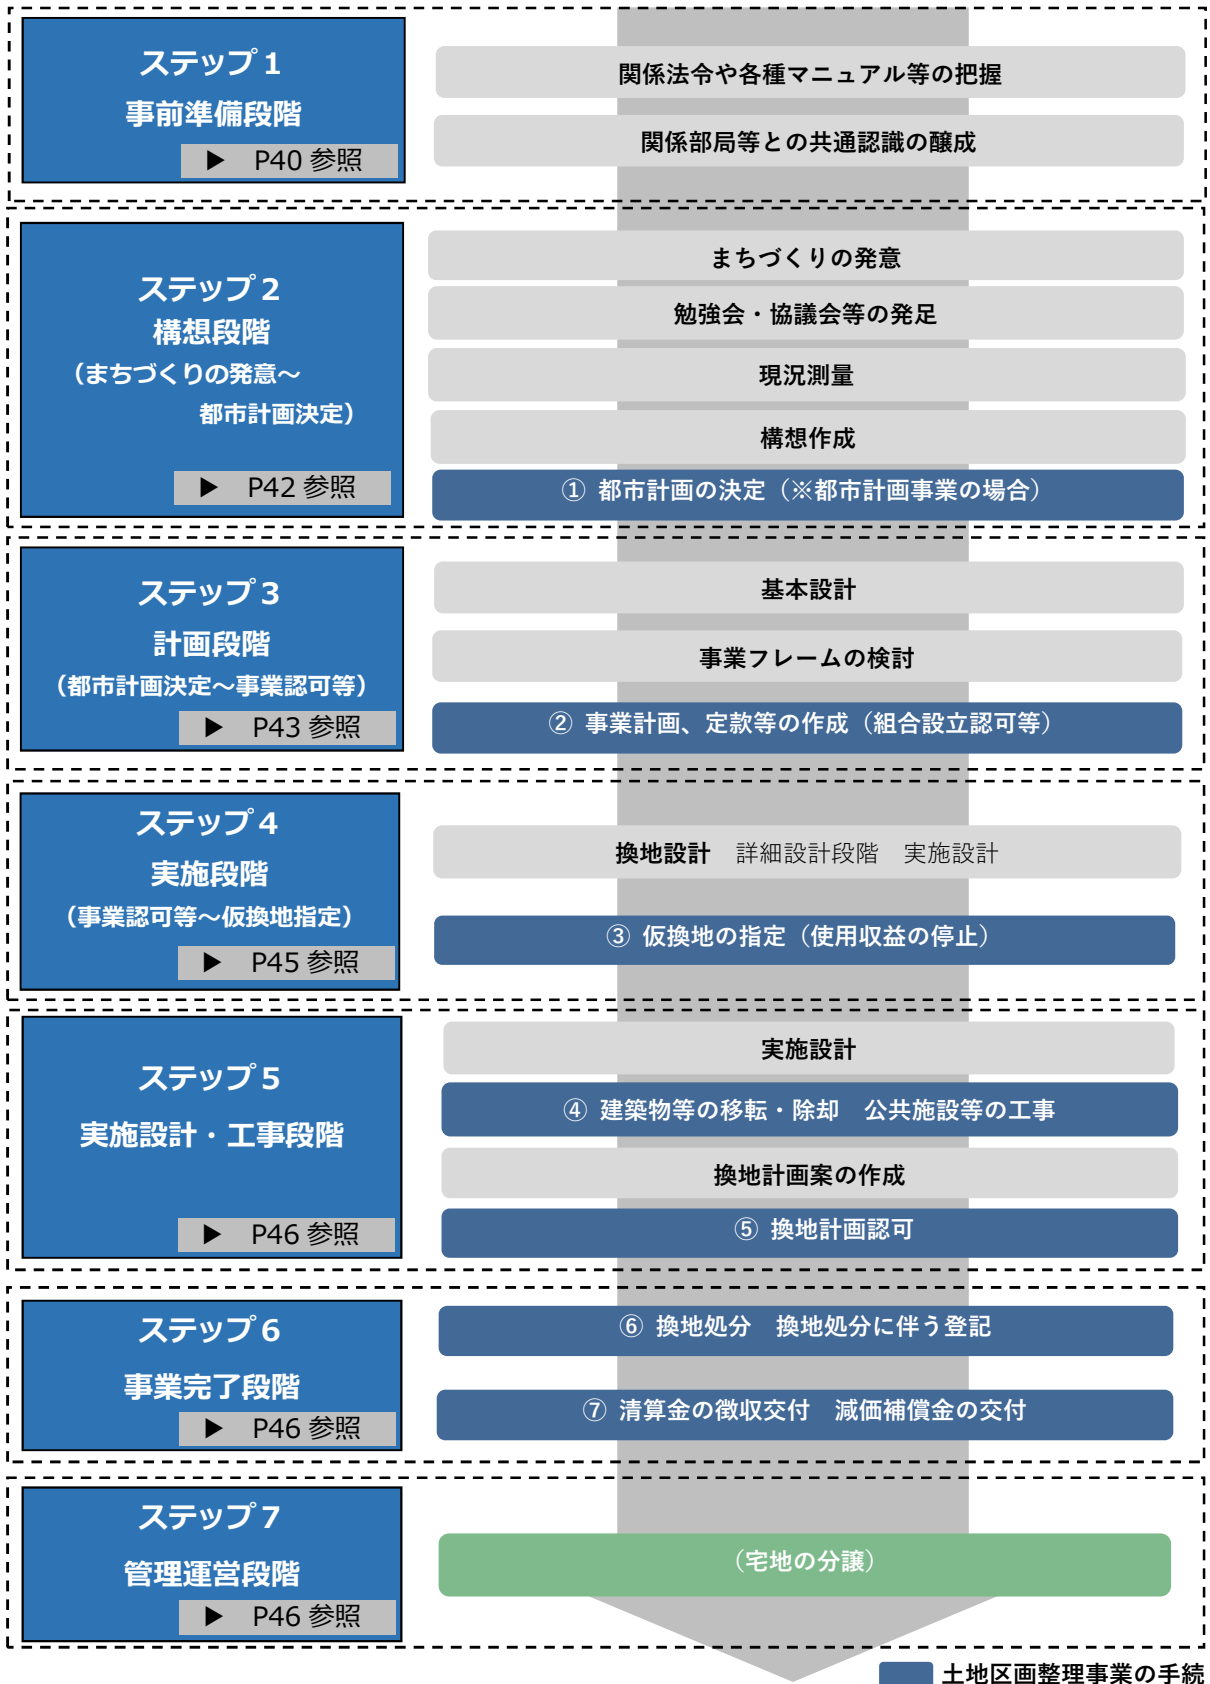 ステップ1
事前準備段階
▶ P40 参照
関係法令や各種マニュアル等の把握
関係部局等との共通認識の醸成
ステップ2
構想段階
（まちづくりの発意～
都市計画決定）
▶ P42 参照
まちづくりの発意
勉強会・協議会等の発足
現況測量
構想作成
① 都市計画の決定（※都市計画事業の場合）
ステップ3
計画段階
（都市計画決定～事業認可等）
▶ P43 参照
基本設計
事業フレームの検討
② 事業計画、定款等の作成（組合設立認可等）
ステップ4
実施段階
（事業認可等～仮換地指定）
▶ P45 参照
換地設計　詳細設計段階　実施設計
③ 仮換地の指定（使用収益の停止）
ステップ5
実施設計・工事段階
▶ P46 参照
実施設計
④ 建築物等の移転・除却　公共施設等の工事
換地計画案の作成
⑤ 換地計画認可
ステップ6
事業完了段階
▶ P46 参照
⑥ 換地処分　換地処分に伴う登記
⑦ 清算金の徴収交付　減価補償金の交付
ステップ7
管理運営段階
▶ P46 参照
（宅地の分譲）
土地区画整理事業の手続